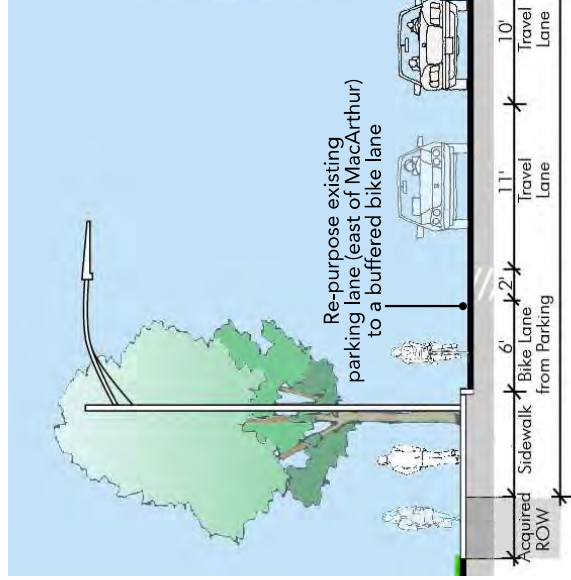 Re-purpose existing
parking lane (east of MacArthur)
to a buffered bike lane
Acquired
ROW
Sidewalk
6'
Bike Lane
from Parking
2'
11'
Travel
Lane
10'
Travel
Lane